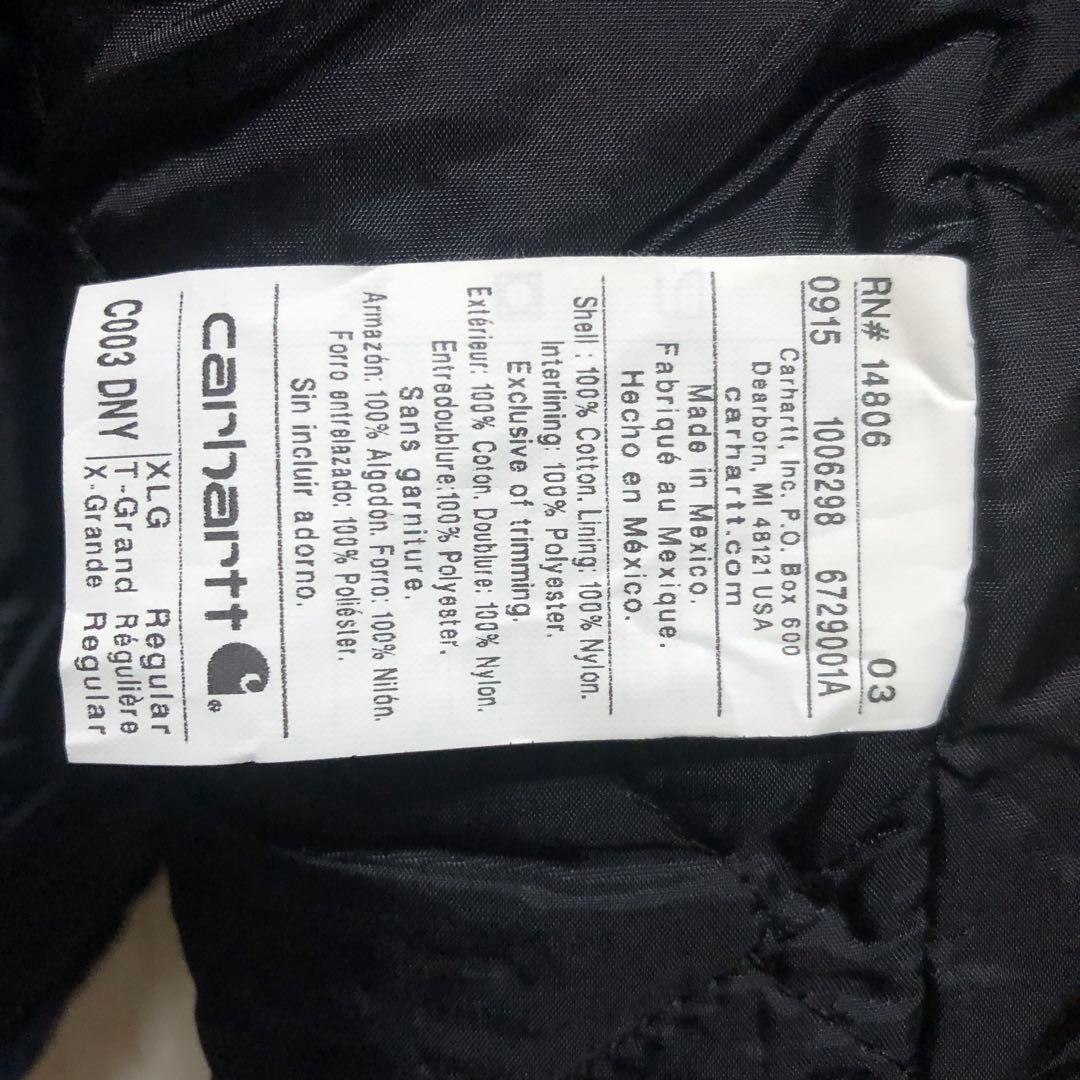 RN# 14806 03
0915 1006298 6729001A
Carhartt, Inc. P.O. Box 600
Dearborn, MI 48121 USA
carhartt.com
Made in Mexico.
Fabriqué au Mexique.
Hecho en México.
Shell : 100% Cotton. Lining: 100% Nylon.
Interlining: 100% Polyester.
Exclusive of trimming.
Extérieur: 100% Coton. Doublure: 100% Nylon.
Entredoublure:100% Polyester.
Sans garniture.
Armazón: 100% Algodón. Forro: 100% Nilón.
Forro entrelazado: 100% Poliéster.
Sin incluir adorno.
carhartt®
XLG Regular
C003 DNY T-Grand Régulière
X-Grande Regular